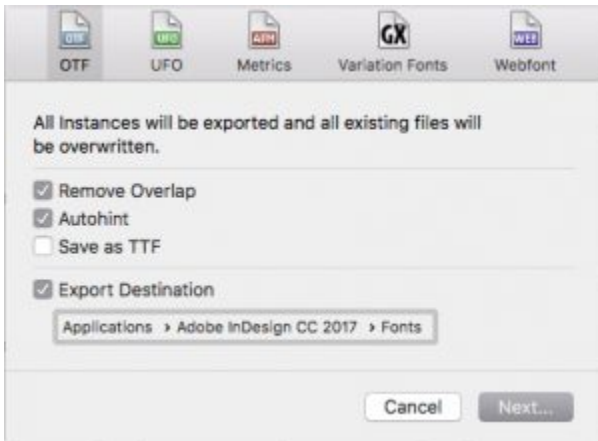 OTF UFO ATM GX WEB
OTF UFO Metrics Variation Fonts Webfont
All Instances will be exported and all existing files will
be overwritten.
Remove Overlap
Autohint
Save as TTF
Export Destination
Applications › Adobe InDesign CC 2017 › Fonts
Cancel Next...